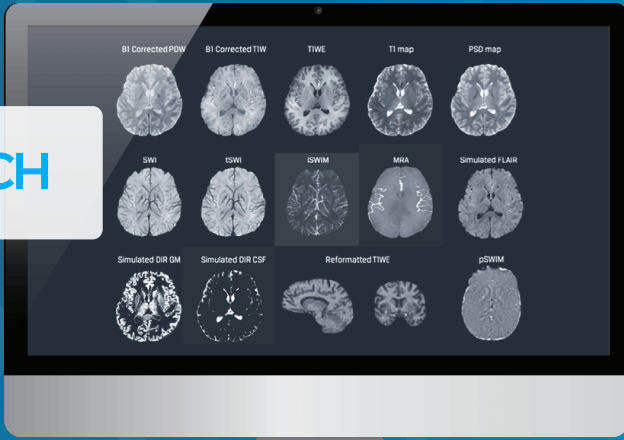 B1 Corrected PDW B1 Corrected T1W T1WE T1 map PSD map
CH
SWI tSWI iSWIM MRA Simulated FLAIR
Simulated DIR GM Simulated DIR CSF Reformatted T1WE pSWIM